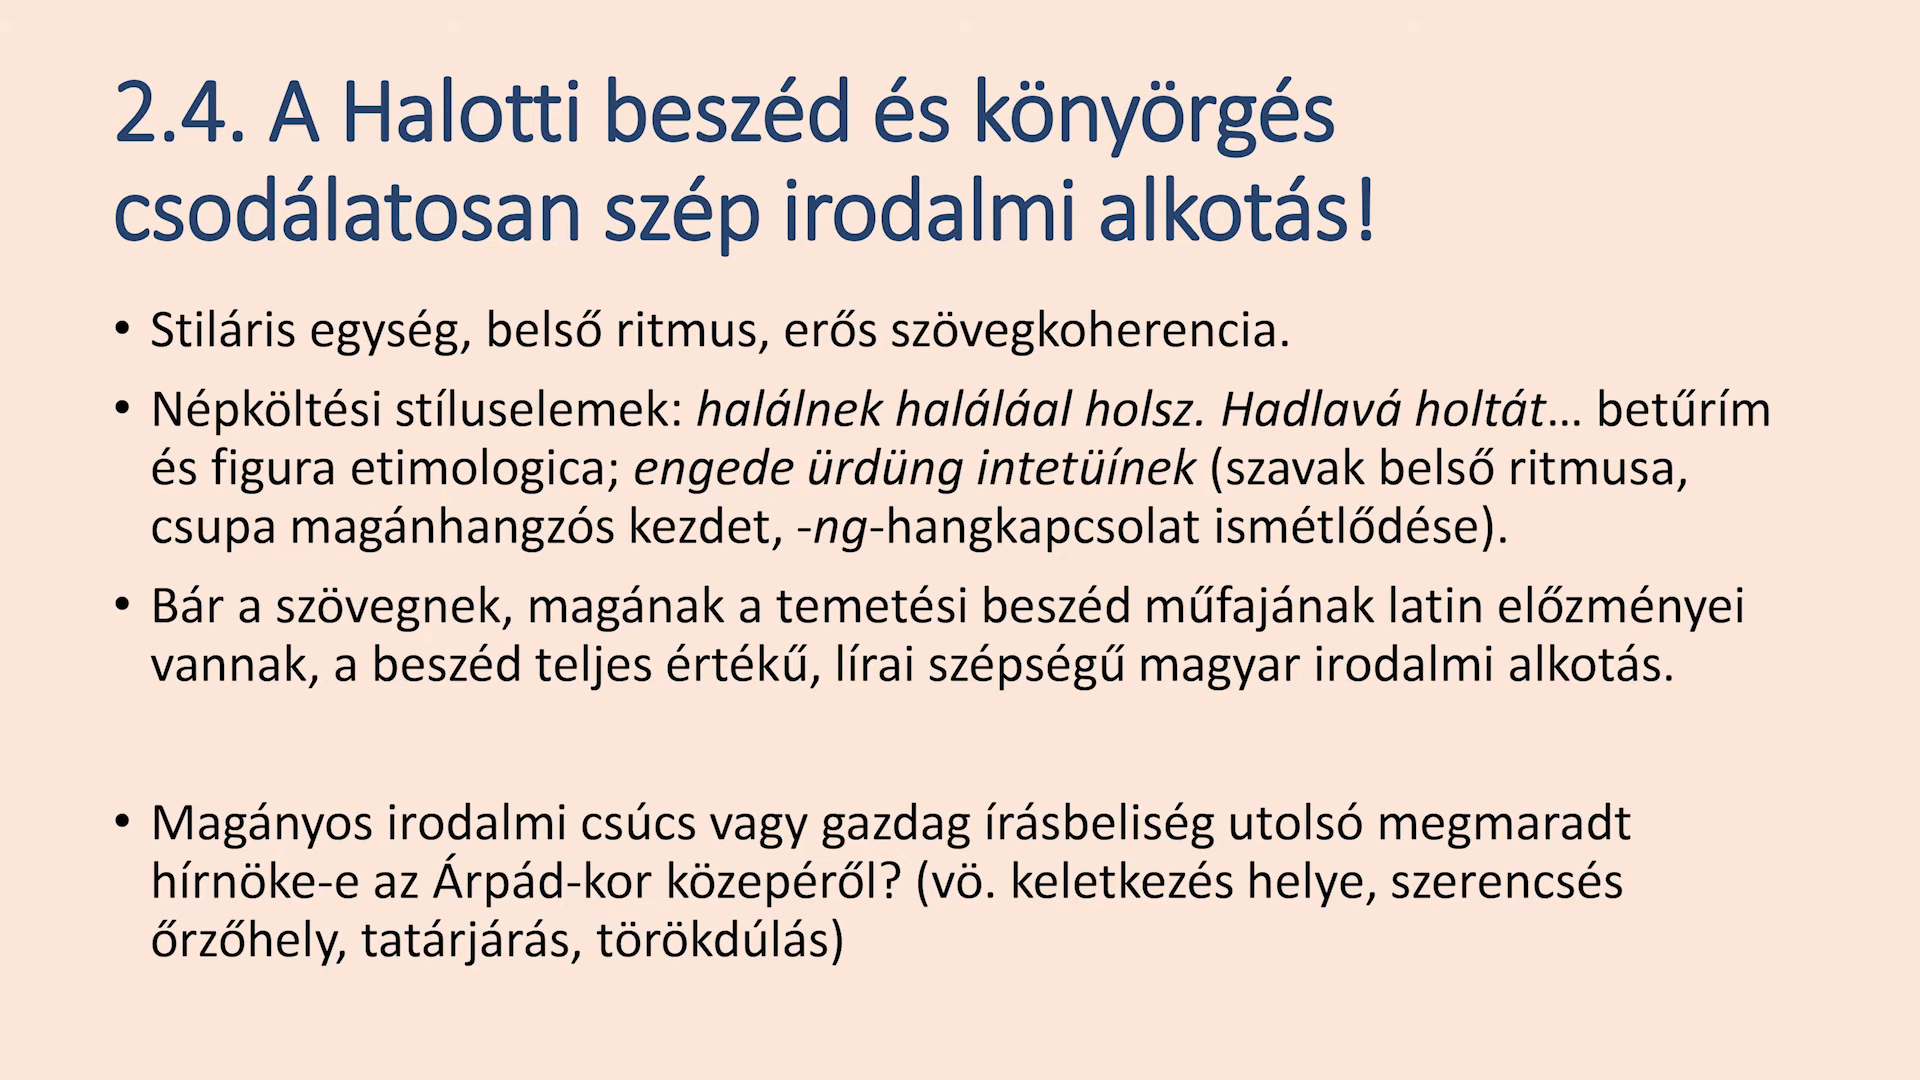 2.4. A Halotti beszéd és könyörgés
csodálatosan szép irodalmi alkotás!
• Stiláris egység, belső ritmus, erős szövegkoherencia.
• Népköltési stíluselemek: halálnek haláláal holsz. Hadlavá holtát… betűrím
és figura etimologica; engede ürdüng intetüínek (szavak belső ritmusa,
csupa magánhangzós kezdet, -ng-hangkapcsolat ismétlődése).
• Bár a szövegnek, magának a temetési beszéd műfajának latin előzményei
vannak, a beszéd teljes értékű, lírai szépségű magyar irodalmi alkotás.
• Magányos irodalmi csúcs vagy gazdag írásbeliség utolsó megmaradt
hírnöke-e az Árpád-kor közepéről? (vö. keletkezés helye, szerencsés
őrzőhely, tatárjárás, törökdúlás)